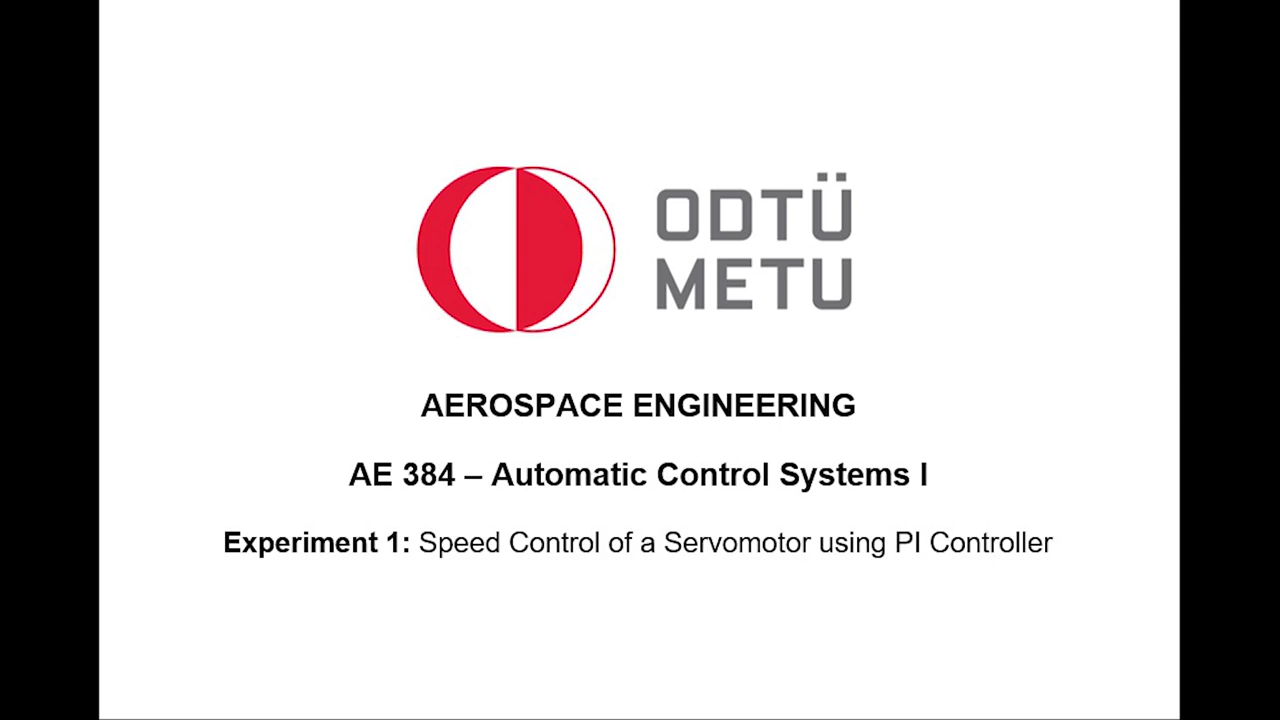 ODTÜ
METU
AEROSPACE ENGINEERING
AE 384 – Automatic Control Systems I
Experiment 1: Speed Control of a Servomotor using PI Controller